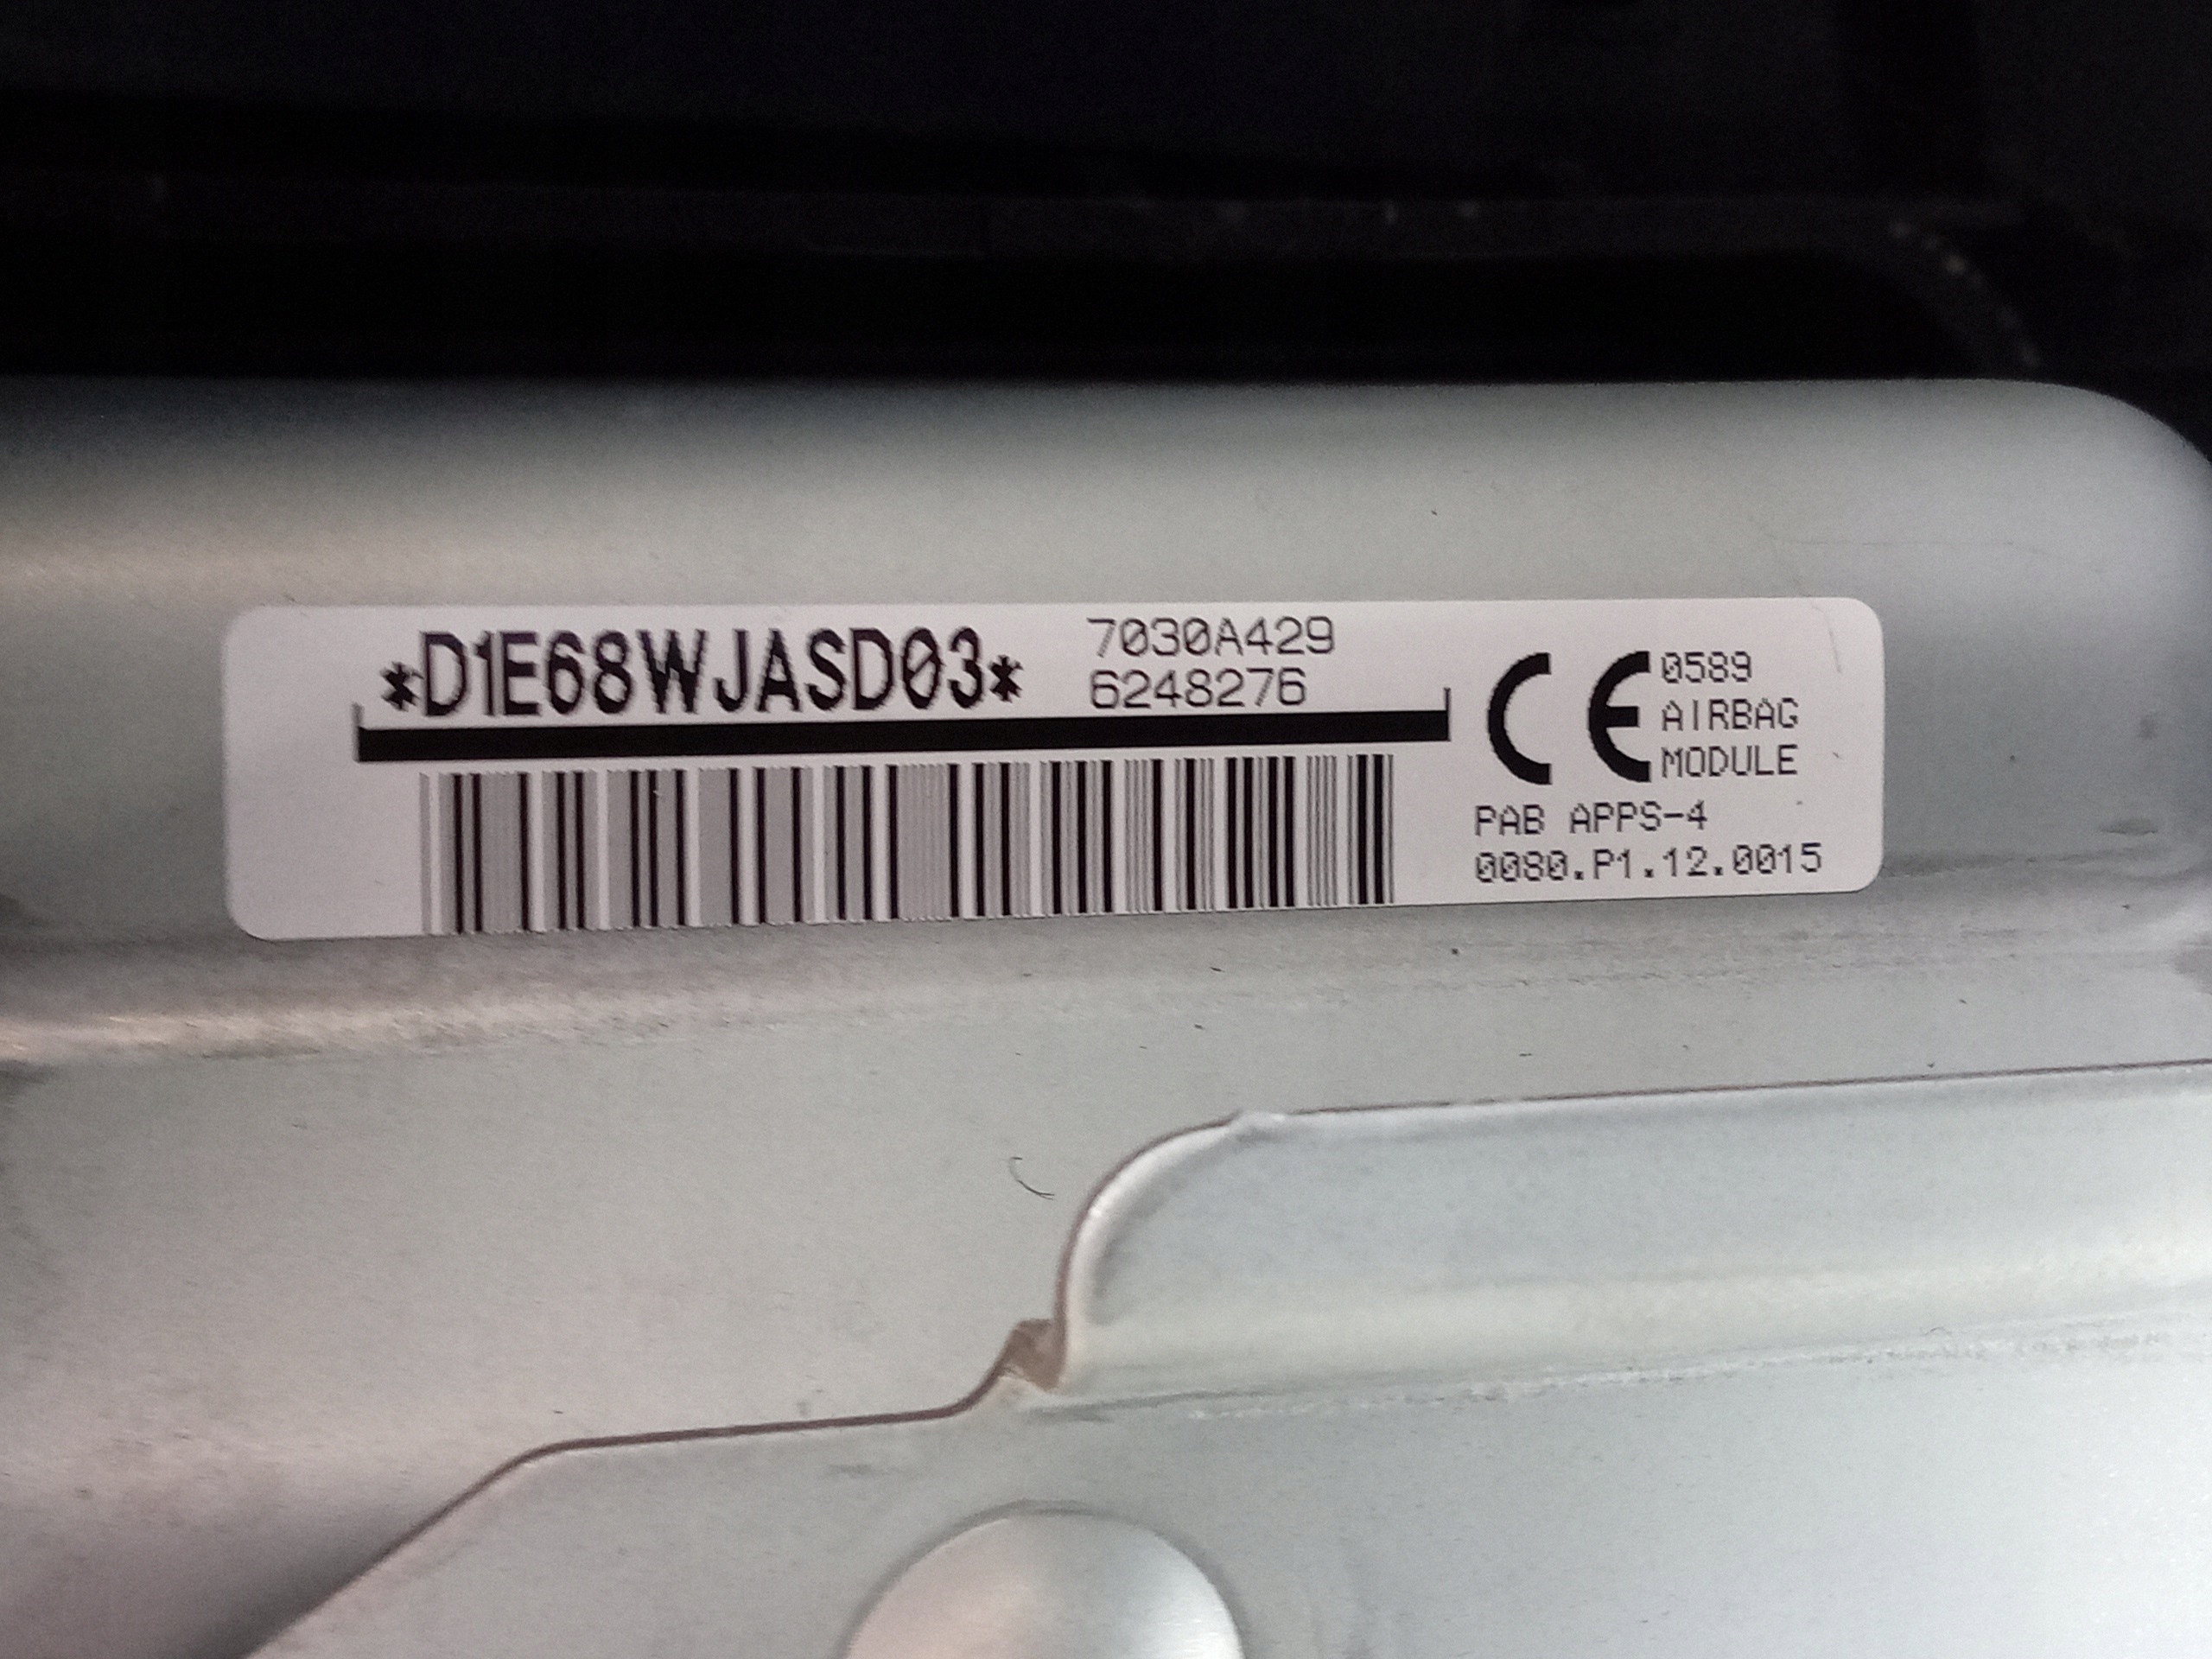 *D1E68WJASD03*
7030A429
6248276
CE
0589
AIRBAG
MODULE
PAB APPS-4
0080.P1.12.0015